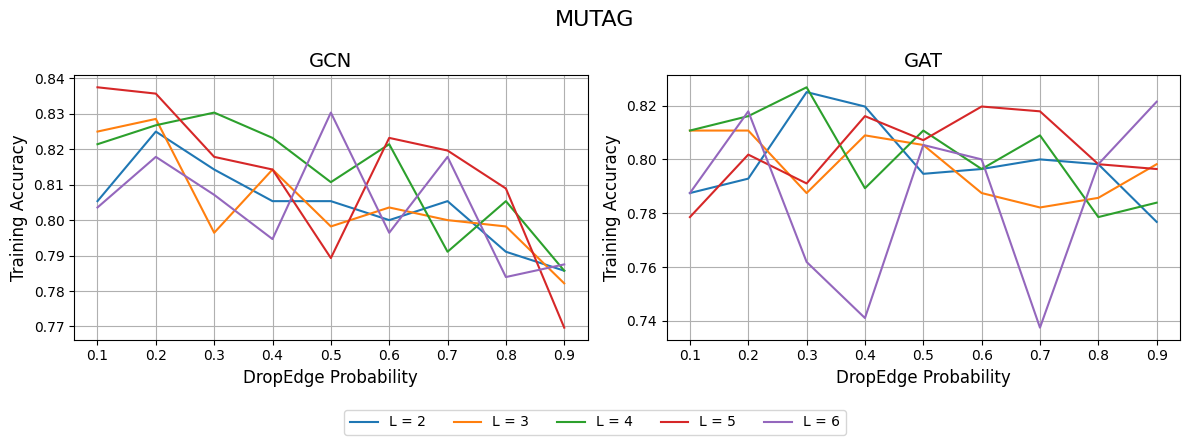 MUTAG
GCN
GAT
Training Accuracy
0.84
0.83
0.82
0.81
0.80
0.79
0.78
0.77
0.1 0.2 0.3 0.4 0.5 0.6 0.7 0.8 0.9
DropEdge Probability
Training Accuracy
0.82
0.80
0.78
0.76
0.74
0.1 0.2 0.3 0.4 0.5 0.6 0.7 0.8 0.9
DropEdge Probability
L = 2 L = 3 L = 4 L = 5 L = 6